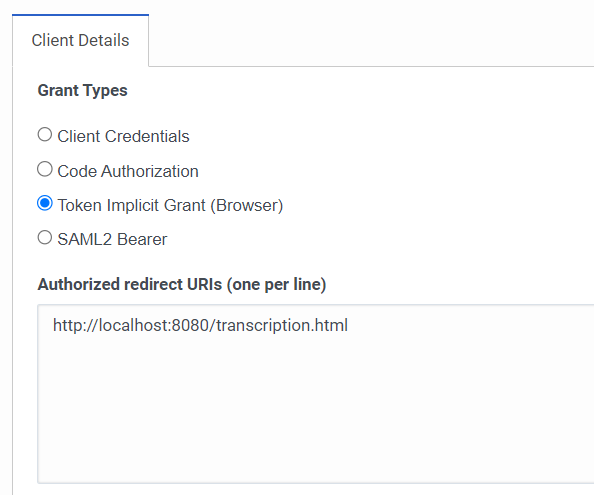 Client Details
Grant Types
Client Credentials
Code Authorization
Token Implicit Grant (Browser)
SAML2 Bearer
Authorized redirect URIs (one per line)
http://localhost:8080/transcription.html